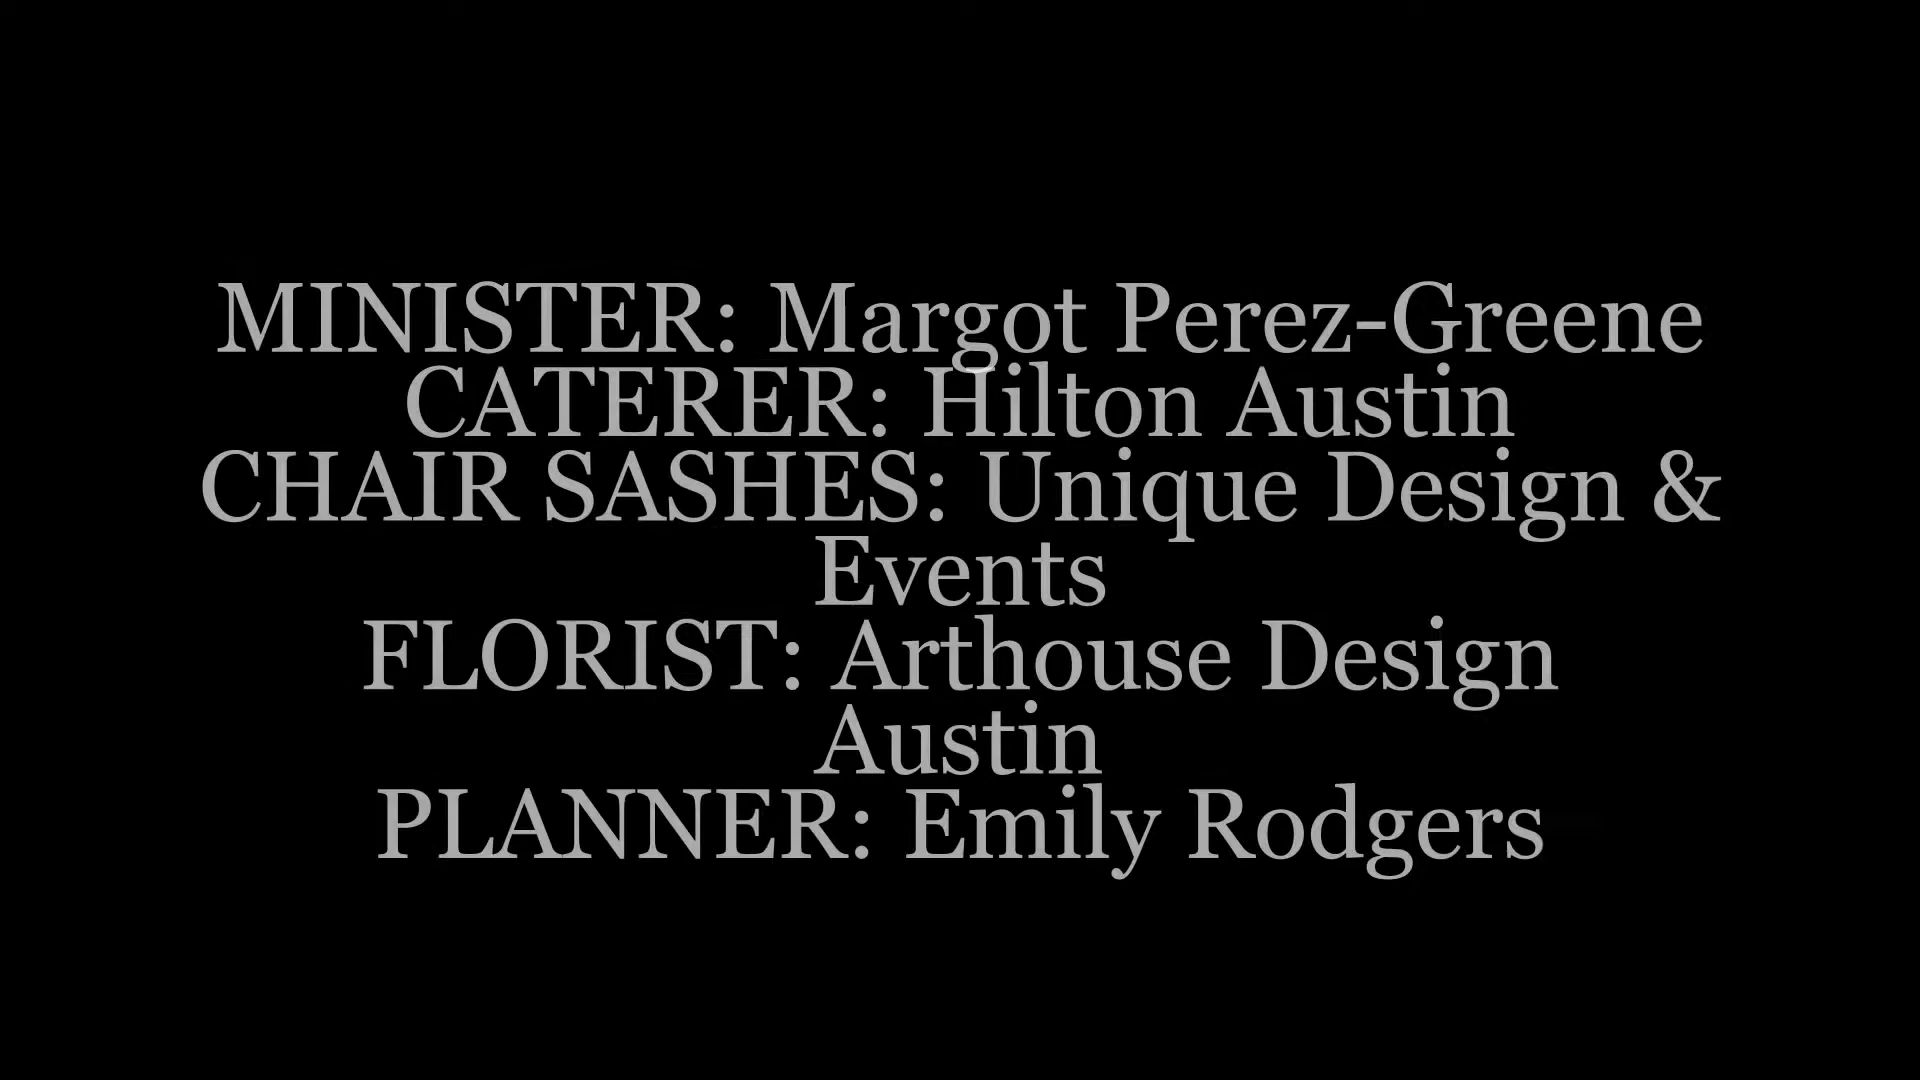 MINISTER: Margot Perez-Greene
CATERER: Hilton Austin
CHAIR SASHES: Unique Design &
Events
FLORIST: Arthouse Design
Austin
PLANNER: Emily Rodgers